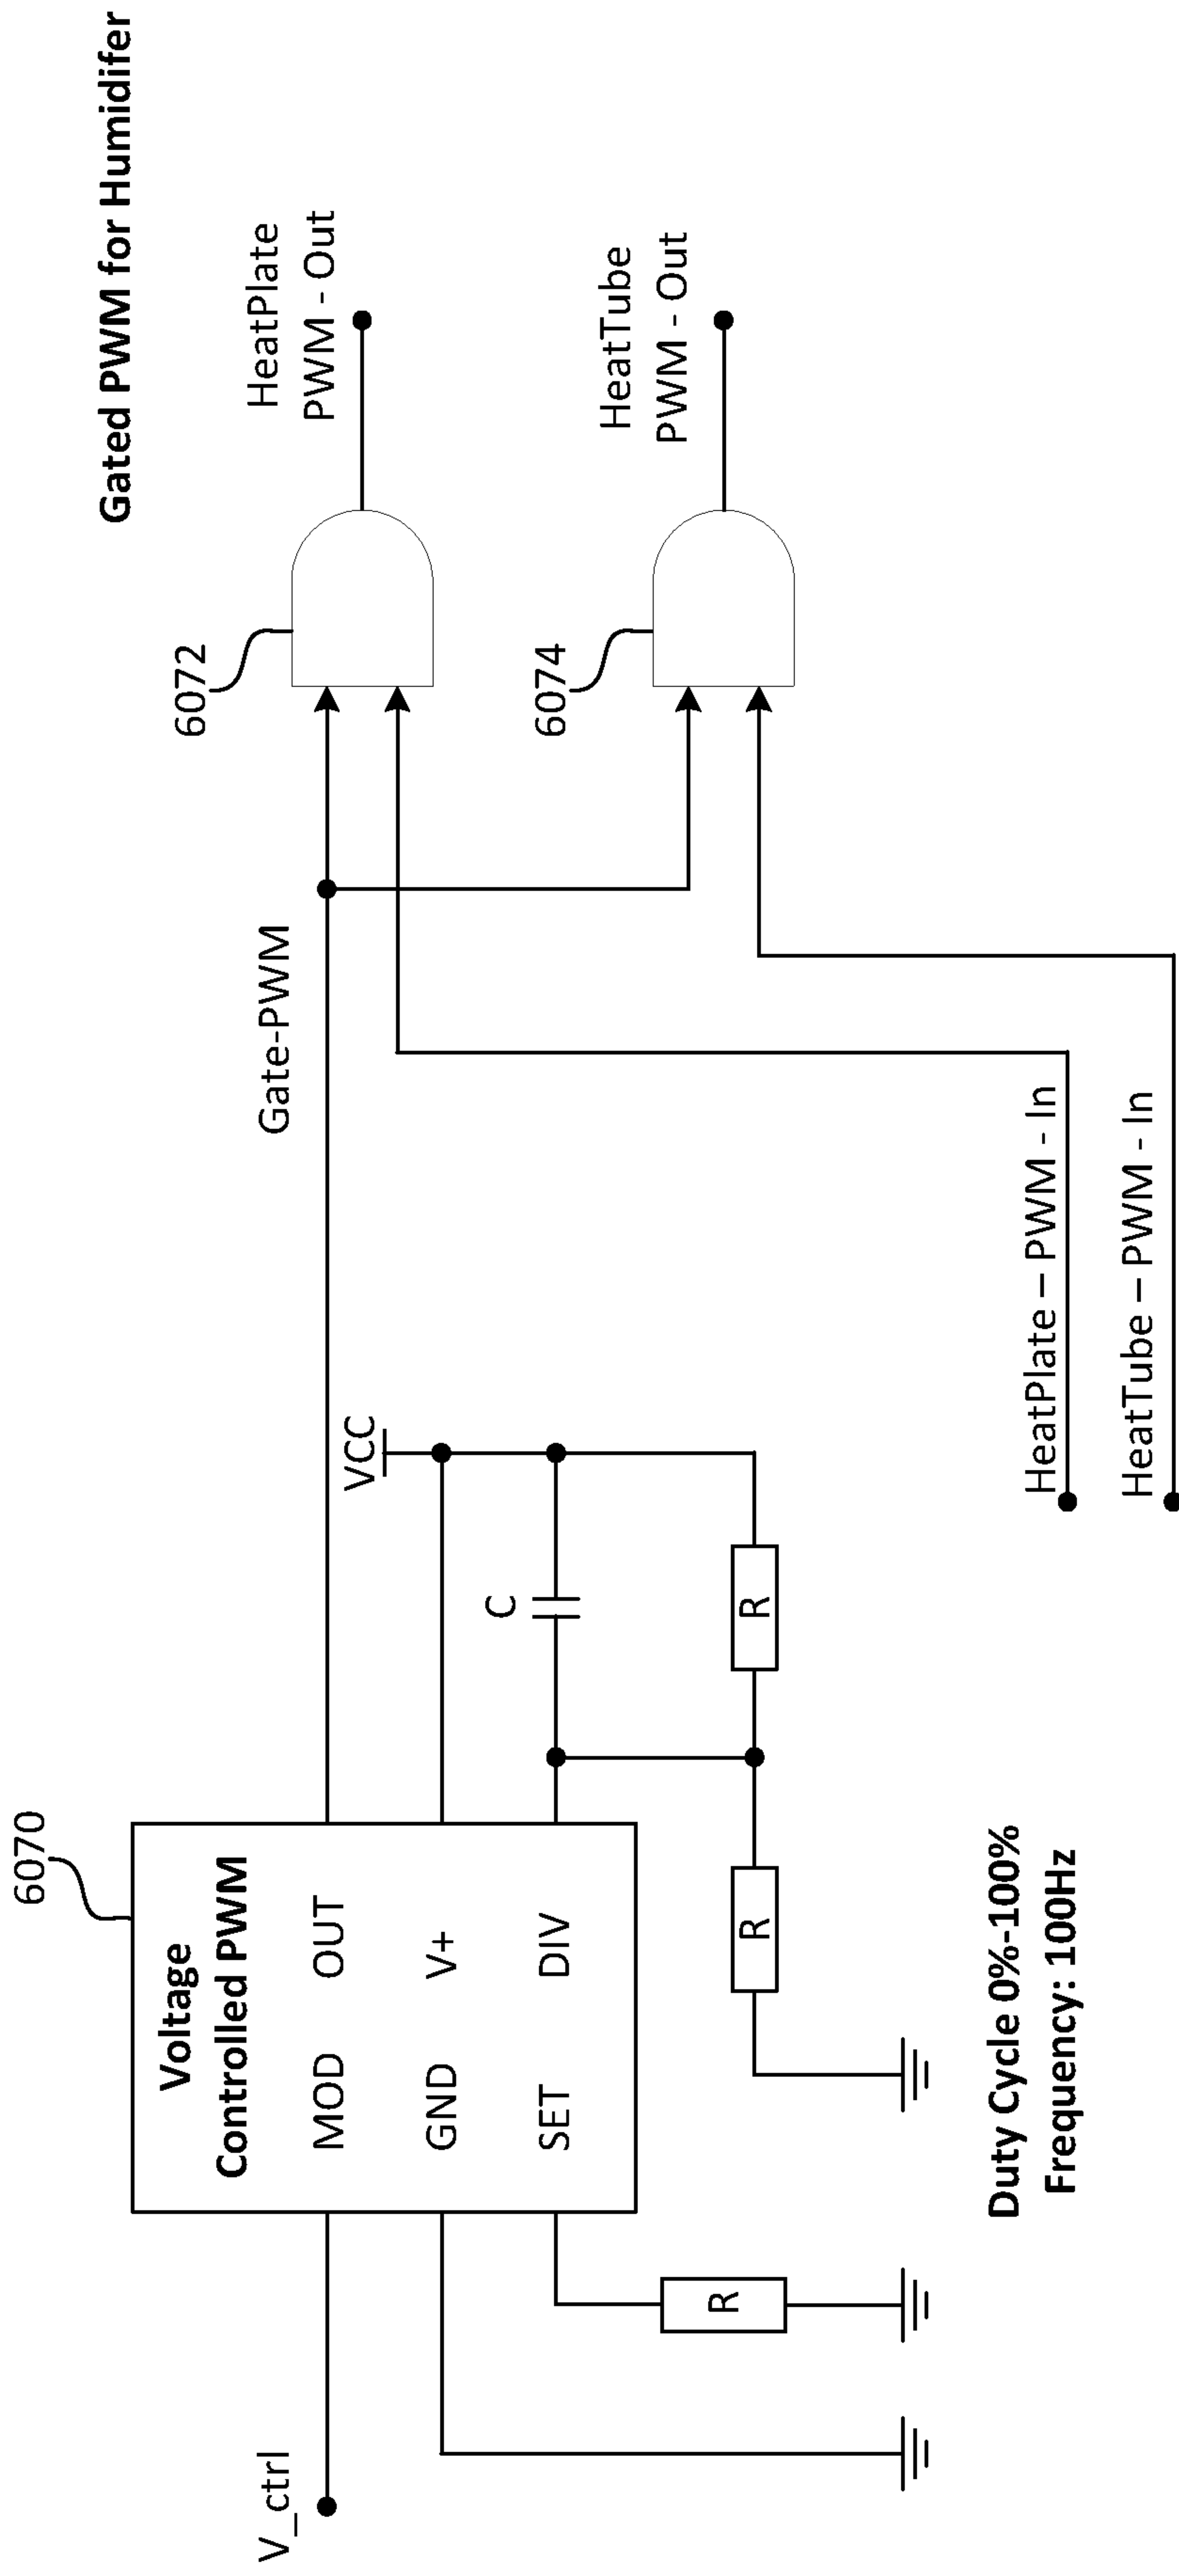 Gated PWM for Humidifer
6070
Voltage
Controlled PWM
MOD OUT
GND V+
SET DIV
V_ctrl
Gate-PWM
VCC
C
R
R
R
6072
HeatPlate
PWM - Out
6074
HeatTube
PWM - Out
Duty Cycle 0%-100%
Frequency: 100Hz
HeatPlate – PWM - In
HeatTube – PWM - In